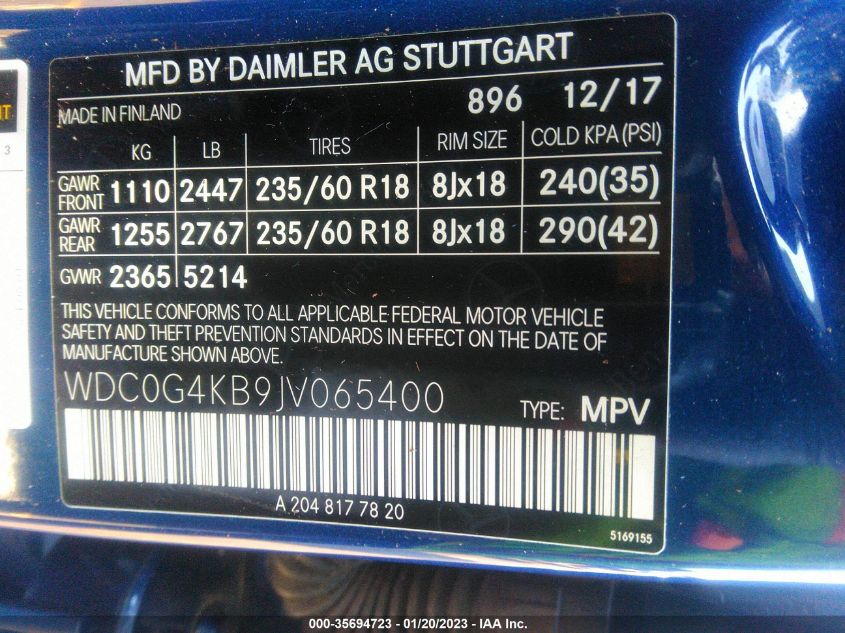 MFD BY DAIMLER AG STUTTGART
MADE IN FINLAND 896 12/17
KG LB TIRES RIM SIZE COLD KPA (PSI)
GAWR FRONT 1110 2447 235/60 R18 8Jx18 240(35)
GAWR REAR 1255 2767 235/60 R18 8Jx18 290(42)
GVWR 2365 5214
THIS VEHICLE CONFORMS TO ALL APPLICABLE FEDERAL MOTOR VEHICLE
SAFETY AND THEFT PREVENTION STANDARDS IN EFFECT ON THE DATE OF
MANUFACTURE SHOWN ABOVE.
WDC0G4KB9JV065400 TYPE: MPV
A 204 817 78 20
5169155
3
000-35694723 - 01/20/2023 - IAA Inc.